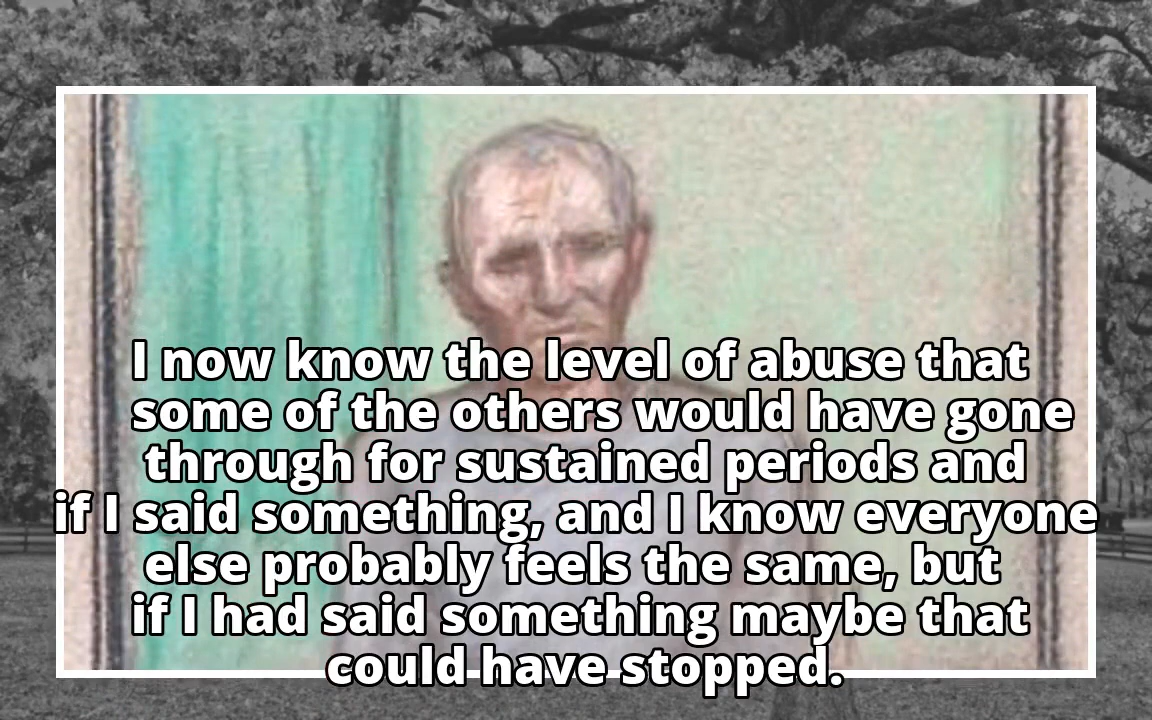 I now know the level of abuse that
some of the others would have gone
through for sustained periods and
if I said something, and I know everyone
else probably feels the same, but
if I had said something maybe that
could have stopped.